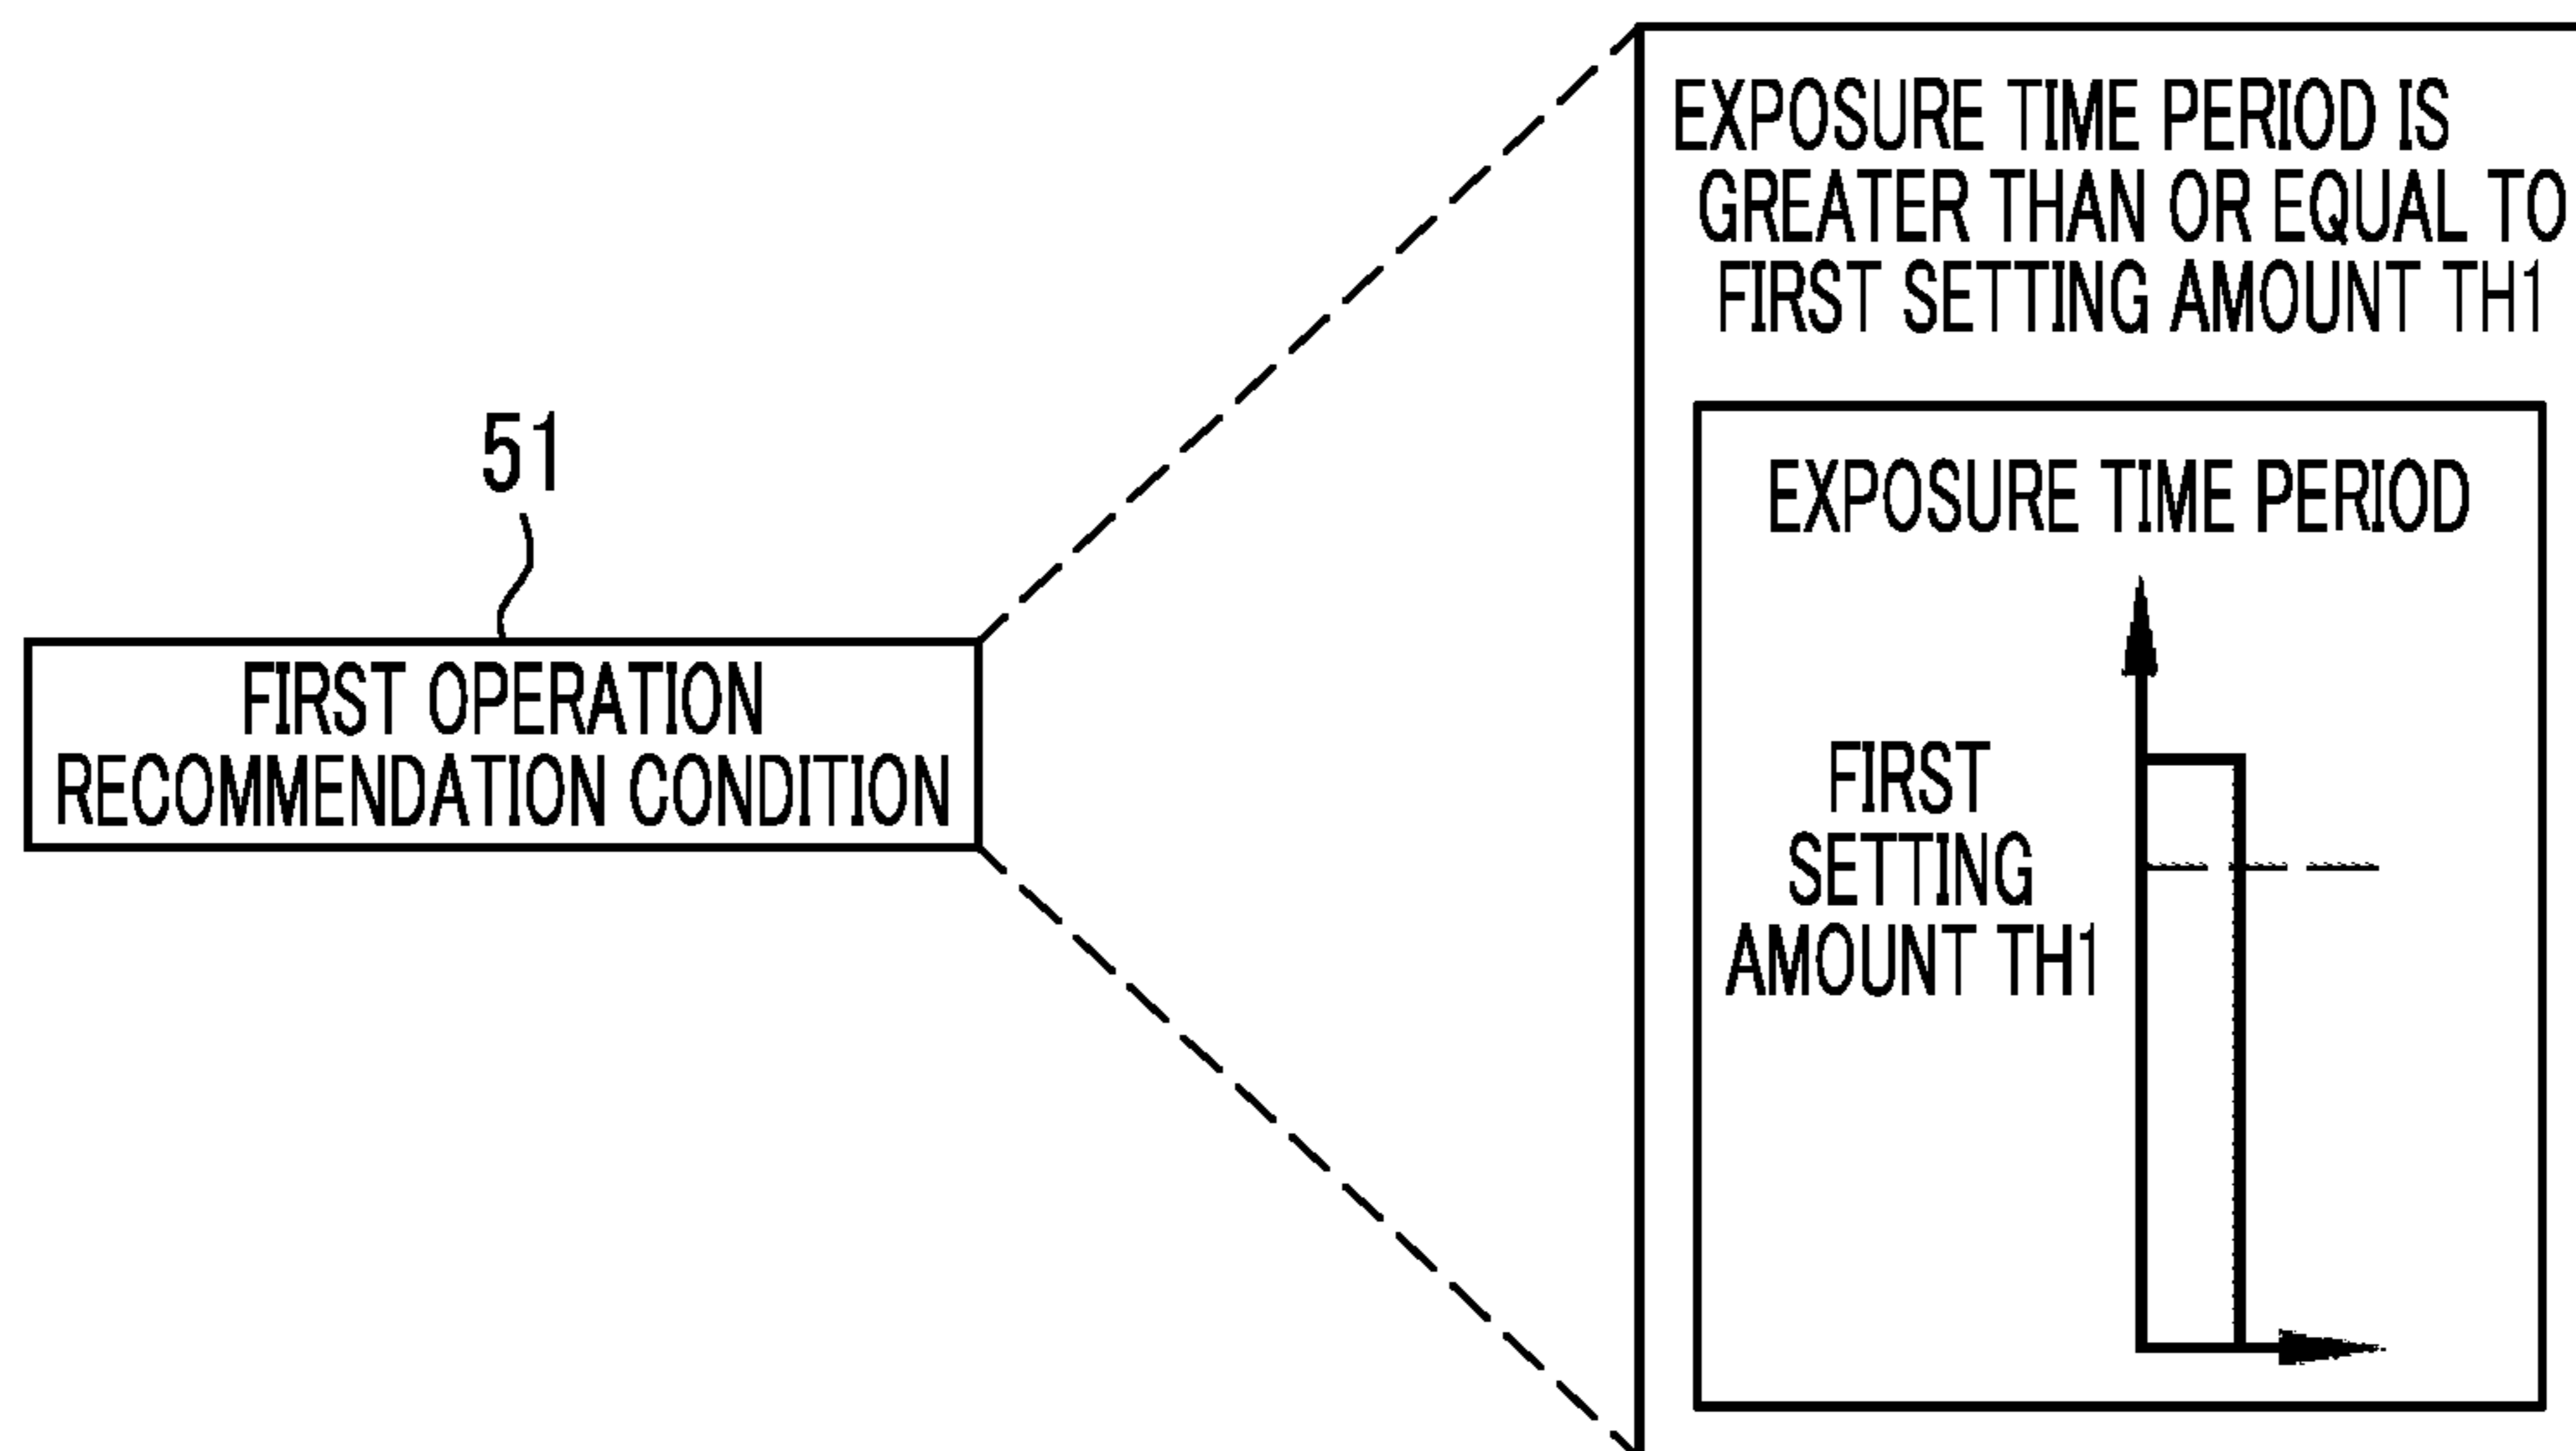 51
FIRST OPERATION
RECOMMENDATION CONDITION
EXPOSURE TIME PERIOD IS
GREATER THAN OR EQUAL TO
FIRST SETTING AMOUNT TH1
EXPOSURE TIME PERIOD
FIRST
SETTING
AMOUNT TH1